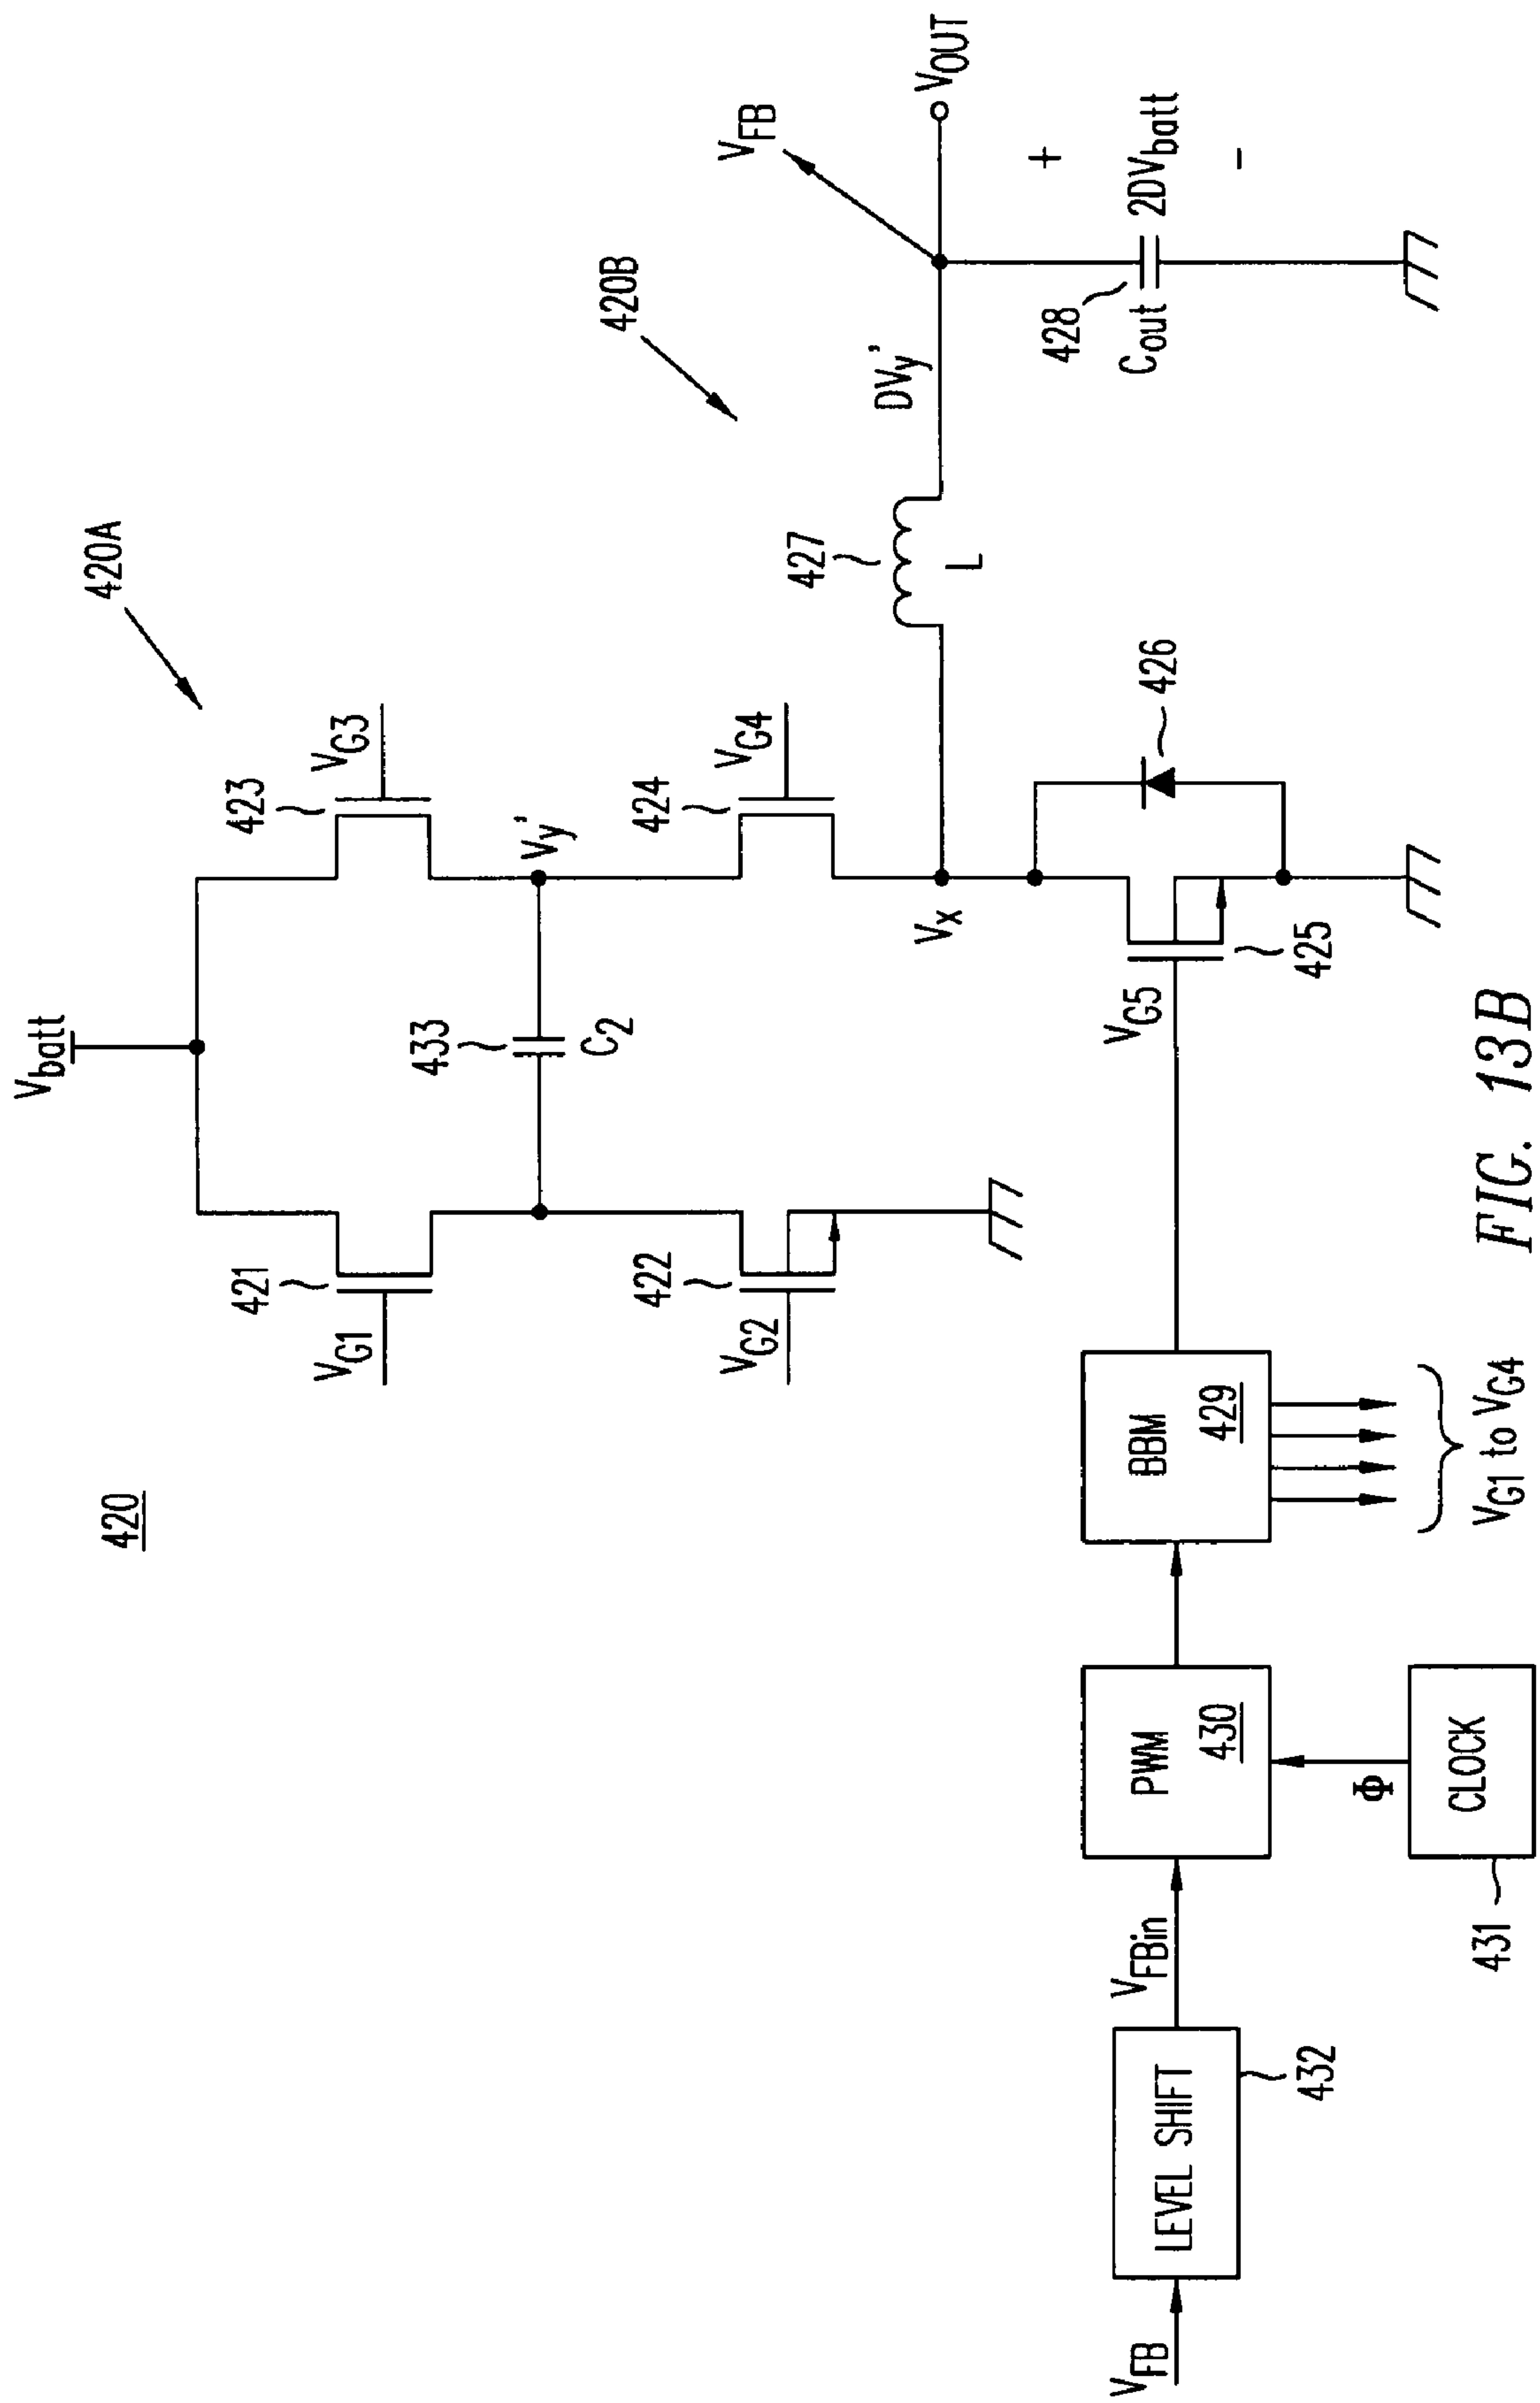 420
V_batt
420A
421
V_G1
423
V_G3
433
C_2
V_y'
422
V_G2
424
V_G4
V_x
420B
427
L
DV_y'
V_FB
V_OUT
428
C_out
2DV_batt
+
-
426
425
V_G5
V_FB
LEVEL SHIFT
432
V_FBin
PWM
430
Φ
CLOCK
431
BBM
429
V_G1 to V_G4
FIG. 13B